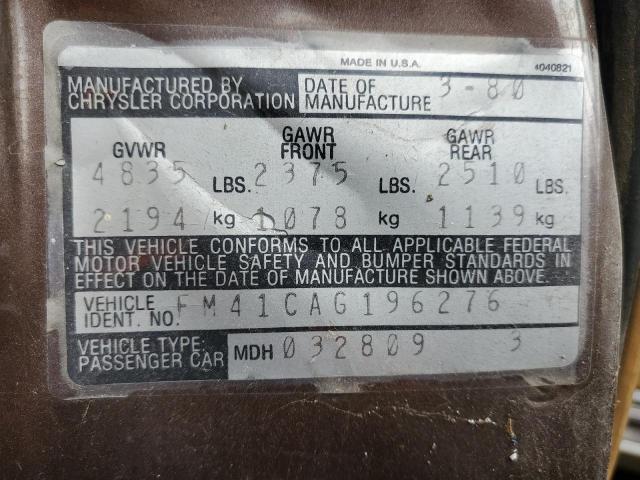 MADE IN U.S.A. 4040821
MANUFACTURED BY CHRYSLER CORPORATION DATE OF MANUFACTURE 3-80
GVWR GAWR FRONT GAWR REAR
4835 LBS. 2375 LBS. 2510 LBS.
2194 kg 1078 kg 1139 kg
THIS VEHICLE CONFORMS TO ALL APPLICABLE FEDERAL
MOTOR VEHICLE SAFETY AND BUMPER STANDARDS IN
EFFECT ON THE DATE OF MANUFACTURE SHOWN ABOVE.
VEHICLE IDENT. NO. FM41CAG196276
VEHICLE TYPE: PASSENGER CAR MDH 032809 3